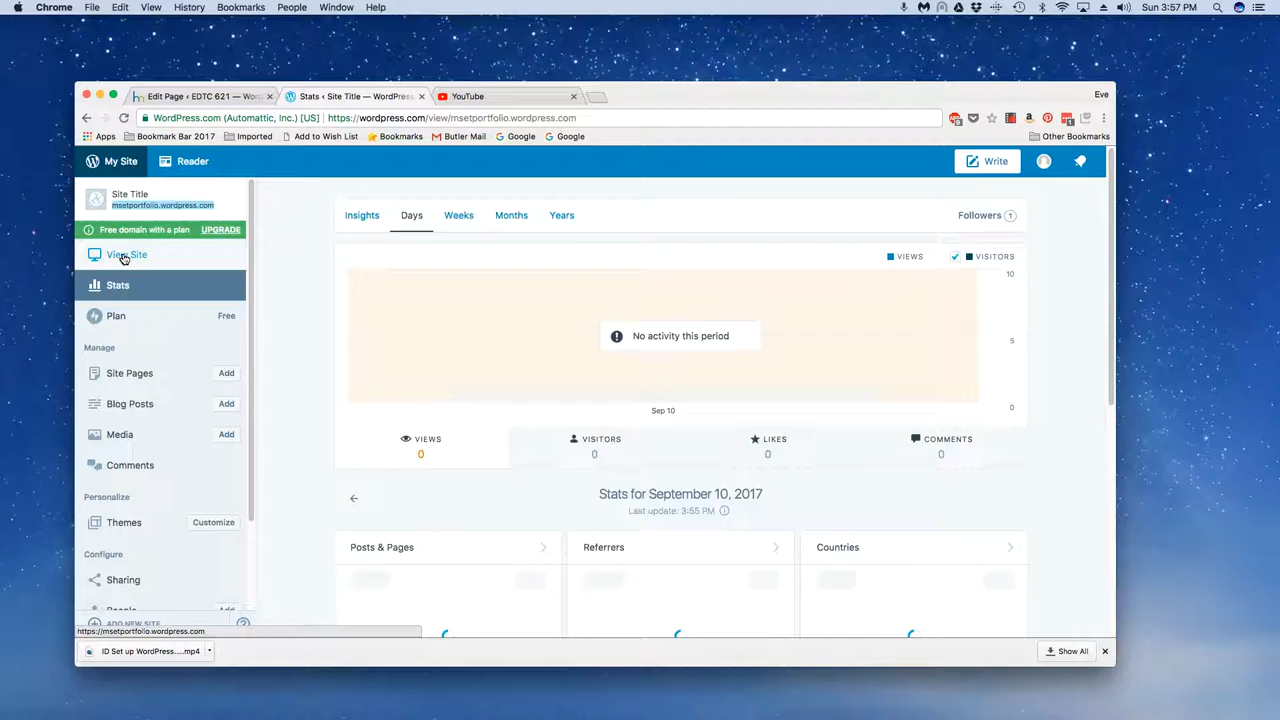 Chrome File Edit View History Bookmarks People Window Help Sun 3:57 PM
Edit Page ‹ EDTC 621 — Wor Stats ‹ Site Title — WordPress. YouTube Eve
WordPress.com (Automattic, Inc.) [US] https://wordpress.com/view/msetportfolio.wordpress.com
Apps Bookmark Bar 2017 Imported Add to Wish List Bookmarks Butler Mail Google Google Other Bookmarks
My Site Reader Write
Site Title
msetportfolio.wordpress.com
Free domain with a plan UPGRADE
View Site
Stats
Plan Free
Manage
Site Pages Add
Blog Posts Add
Media Add
Comments
Personalize
Themes Customize
Configure
Sharing
People Add
ADD NEW SITE
Insights Days Weeks Months Years Followers 1
VIEWS VISITORS
10
No activity this period
5
0
Sep 10
VIEWS VISITORS LIKES COMMENTS
0 0 0 0
Stats for September 10, 2017
Last update: 3:55 PM
Posts & Pages Referrers Countries
https://msetportfolio.wordpress.com
ID Set up WordPress....mp4 Show All